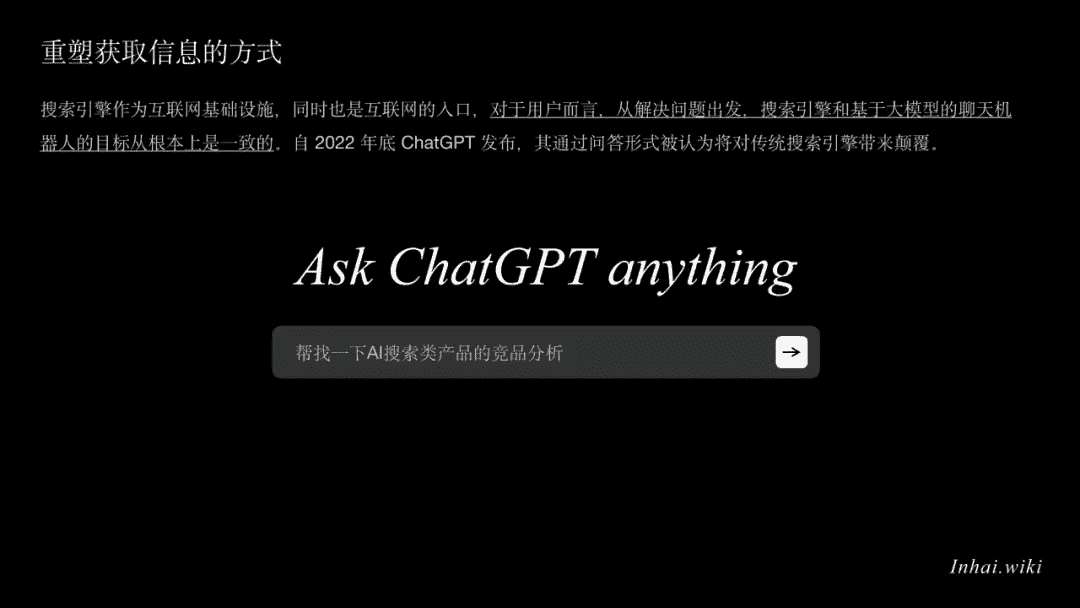 重塑获取信息的方式
搜索引擎作为互联网基础设施，同时也是互联网的入口，对于用户而言，从解决问题出发，搜索引擎和基于大模型的聊天机
器人的目标从根本上是一致的。自 2022 年底 ChatGPT 发布，其通过问答形式被认为将对传统搜索引擎带来颠覆。
Ask ChatGPT anything
帮找一下AI搜索类产品的竞品分析
Inhai.wiki